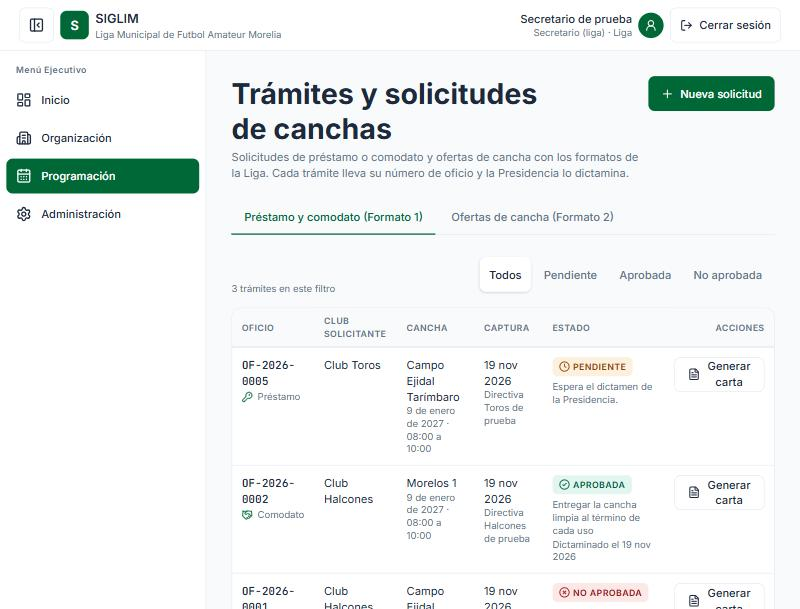 S
SIGLIM
Liga Municipal de Futbol Amateur Morelia
Secretario de prueba
Secretario (liga) · Liga
Cerrar sesión
Menú Ejecutivo
Inicio
Organización
Programación
Administración
Trámites y solicitudes
de canchas
Nueva solicitud
Solicitudes de préstamo o comodato y ofertas de cancha con los formatos de
la Liga. Cada trámite lleva su número de oficio y la Presidencia lo dictamina.
Préstamo y comodato (Formato 1)
Ofertas de cancha (Formato 2)
3 trámites en este filtro
Todos
Pendiente
Aprobada
No aprobada
OFICIO
CLUB
SOLICITANTE
CANCHA
CAPTURA
ESTADO
ACCIONES
OF-2026-
0005
Préstamo
Club Toros
Campo
Ejidal
Tarímbaro
9 de enero
de 2027 ·
08:00 a
10:00
19 nov
2026
Directiva
Toros de
prueba
PENDIENTE
Espera el dictamen de
la Presidencia.
Generar
carta
OF-2026-
0002
Comodato
Club
Halcones
Morelos 1
9 de enero
de 2027 ·
08:00 a
10:00
19 nov
2026
Directiva
Halcones
de prueba
APROBADA
Entregar la cancha
limpia al término de
cada uso
Dictaminado el 19 nov
2026
Generar
carta
OF-2026-
0001
Club
Halcones
Campo
Ejidal
19 nov
2026
NO APROBADA
Generar
carta